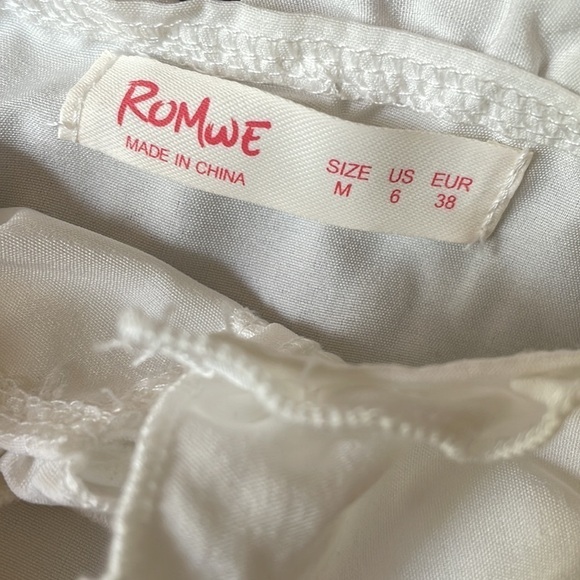 ROMWE
MADE IN CHINA
SIZE US EUR
M 6 38